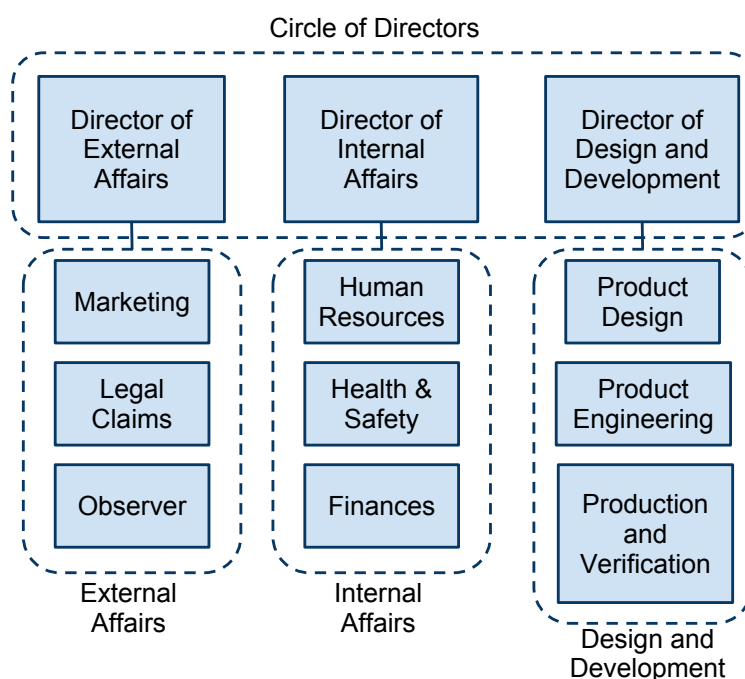 Circle of Directors
Director of
External
Affairs
Director of
Internal
Affairs
Director of
Design and
Development
Marketing
Legal
Claims
Observer
External
Affairs
Human
Resources
Health &
Safety
Finances
Internal
Affairs
Product
Design
Product
Engineering
Production
and
Verification
Design and
Development